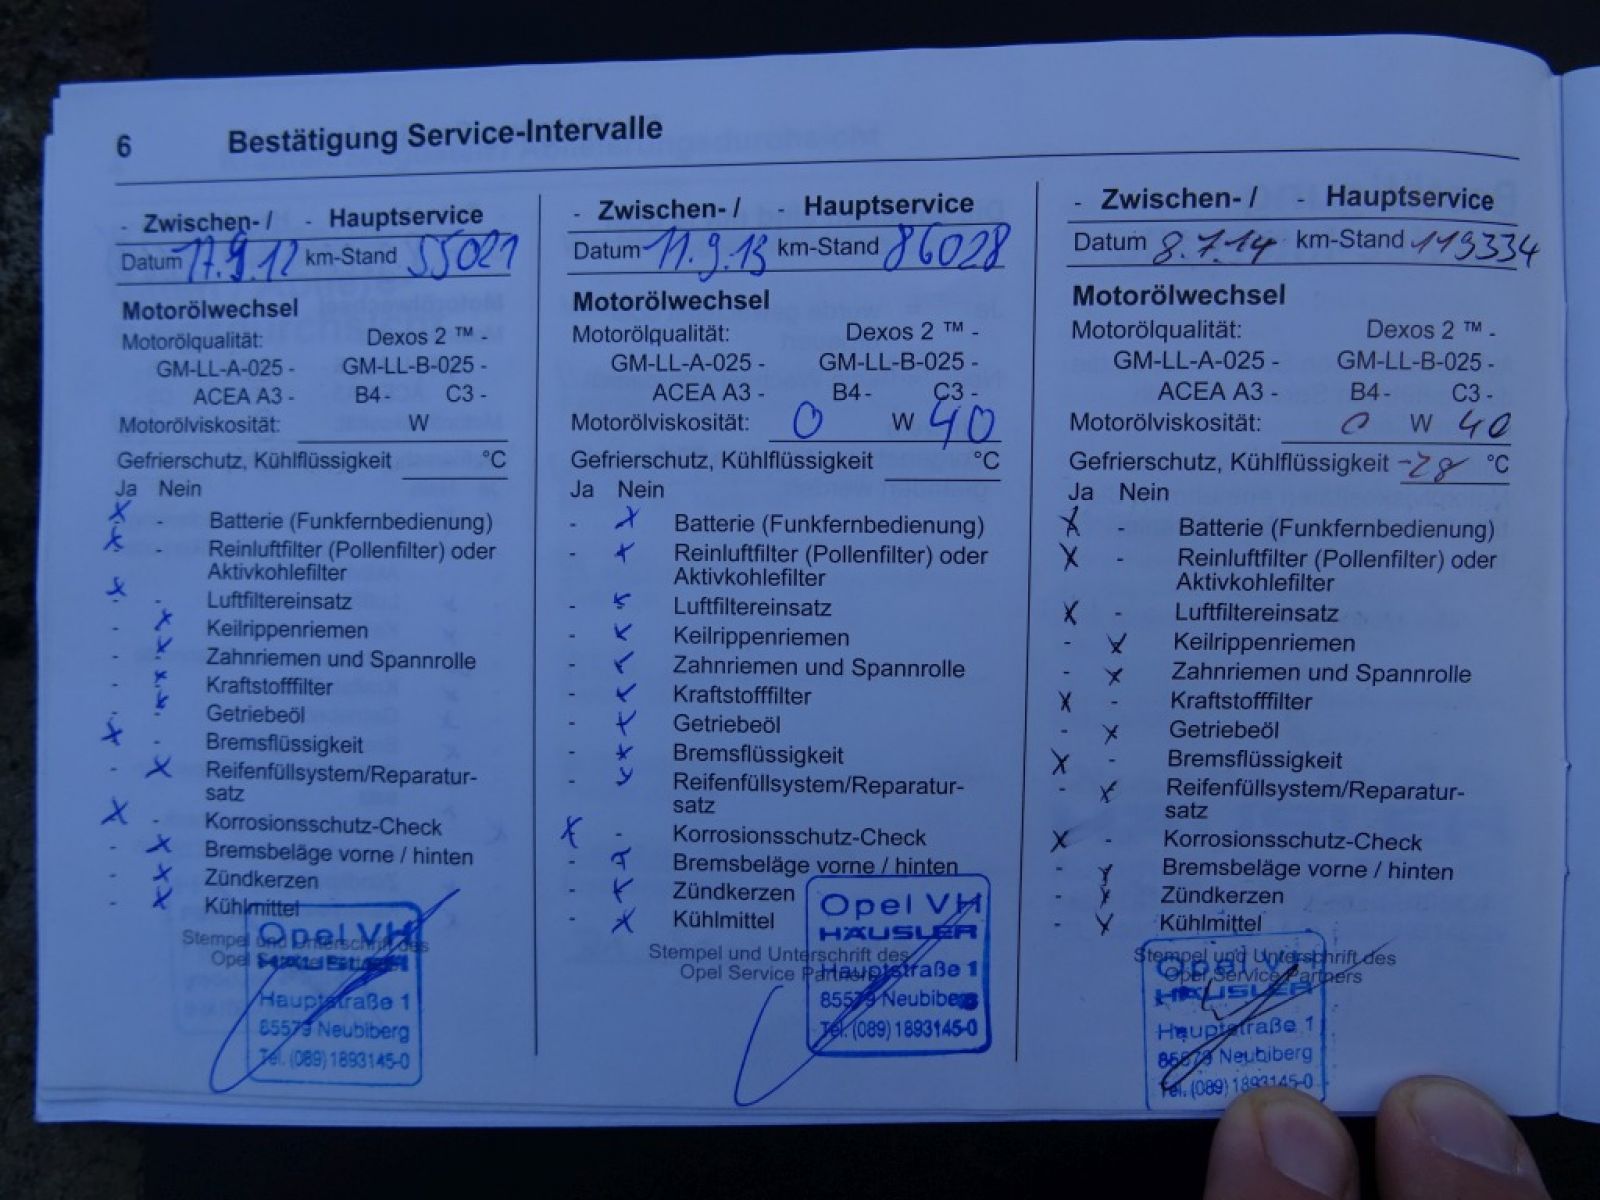 6 Bestätigung Service-Intervalle
- Zwischen- / - Hauptservice
Datum 17.9.12 km-Stand 55021
Motorölwechsel
Motorölqualität: Dexos 2 ™ -
GM-LL-A-025 - GM-LL-B-025 -
ACEA A3 - B4 - C3 -
Motorölviskosität: W
Gefrierschutz, Kühlflüssigkeit °C
Ja Nein
x - Batterie (Funkfernbedienung)
x - Reinluftfilter (Pollenfilter) oder
Aktivkohlefilter
x - Luftfiltereinsatz
- x Keilrippenriemen
- x Zahnriemen und Spannrolle
- x Kraftstofffilter
- x Getriebeöl
x - Bremsflüssigkeit
- x Reifenfüllsystem/Reparatur-
satz
x - Korrosionsschutz-Check
- x Bremsbeläge vorne / hinten
- x Zündkerzen
- x Kühlmittel
Stempel und Unterschrift des
Opel Service Partners
Opel VH
HÄUSLER
Hauptstraße 1
85579 Neubiberg
Tel. (089) 1893145-0
- Zwischen- / - Hauptservice
Datum 11.9.13 km-Stand 86028
Motorölwechsel
Motorölqualität: Dexos 2 ™ -
GM-LL-A-025 - GM-LL-B-025 -
ACEA A3 - B4 - C3 -
Motorölviskosität: 0 W 40
Gefrierschutz, Kühlflüssigkeit °C
Ja Nein
- x Batterie (Funkfernbedienung)
- x Reinluftfilter (Pollenfilter) oder
Aktivkohlefilter
- x Luftfiltereinsatz
- x Keilrippenriemen
- x Zahnriemen und Spannrolle
- x Kraftstofffilter
- x Getriebeöl
- x Bremsflüssigkeit
- x Reifenfüllsystem/Reparatur-
satz
x - Korrosionsschutz-Check
- x Bremsbeläge vorne / hinten
- x Zündkerzen
- x Kühlmittel
Stempel und Unterschrift des
Opel Service Partners
Opel VH
HÄUSLER
Hauptstraße 1
85579 Neubiberg
Tel. (089) 1893145-0
- Zwischen- / - Hauptservice
Datum 8.7.14 km-Stand 119334
Motorölwechsel
Motorölqualität: Dexos 2 ™ -
GM-LL-A-025 - GM-LL-B-025 -
ACEA A3 - B4 - C3 -
Motorölviskosität: 0 W 40
Gefrierschutz, Kühlflüssigkeit -28 °C
Ja Nein
x Batterie (Funkfernbedienung)
x - Reinluftfilter (Pollenfilter) oder
Aktivkohlefilter
x - Luftfiltereinsatz
- x Keilrippenriemen
- x Zahnriemen und Spannrolle
x - Kraftstofffilter
- x Getriebeöl
x - Bremsflüssigkeit
- x Reifenfüllsystem/Reparatur-
satz
x - Korrosionsschutz-Check
- x Bremsbeläge vorne / hinten
- x Zündkerzen
- x Kühlmittel
Stempel und Unterschrift des
Opel Service Partners
Opel VH
HÄUSLER
Hauptstraße 1
85579 Neubiberg
Tel. (089) 1893145-0